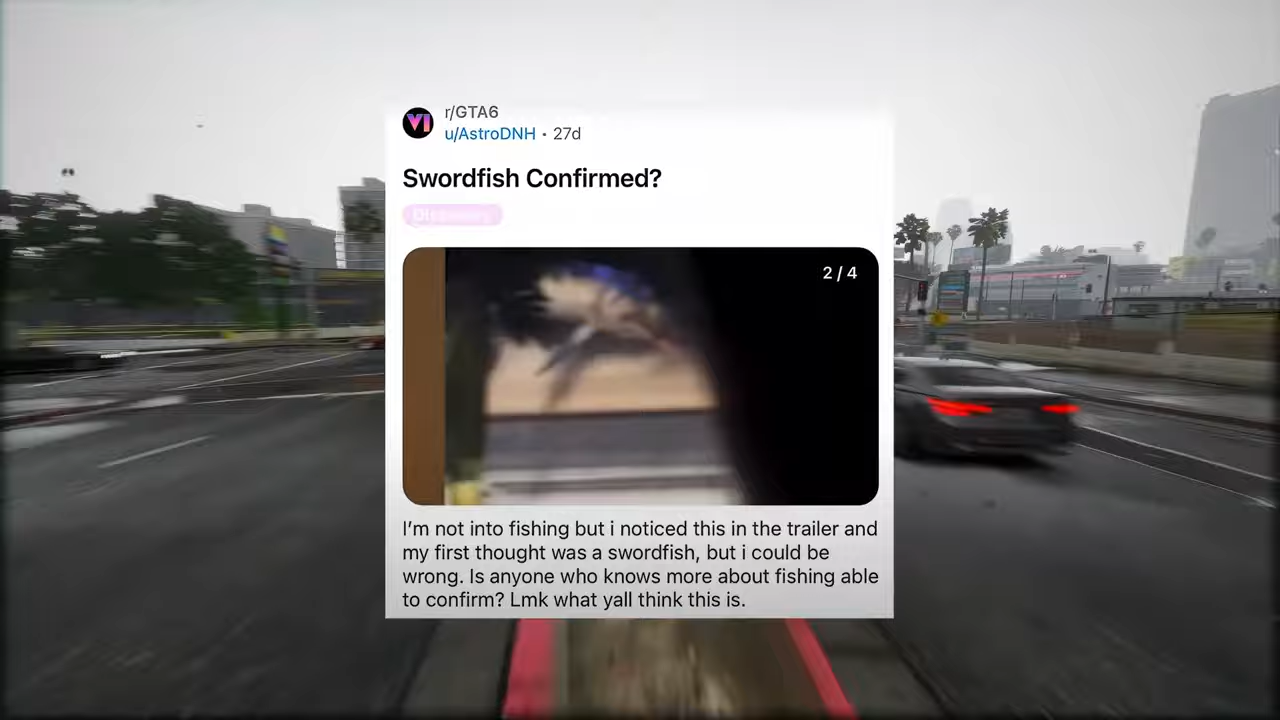 r/GTA6
u/AstroDNH · 27d
Swordfish Confirmed?
Discovery
2 / 4
I'm not into fishing but i noticed this in the trailer and
my first thought was a swordfish, but i could be
wrong. Is anyone who knows more about fishing able
to confirm? Lmk what yall think this is.